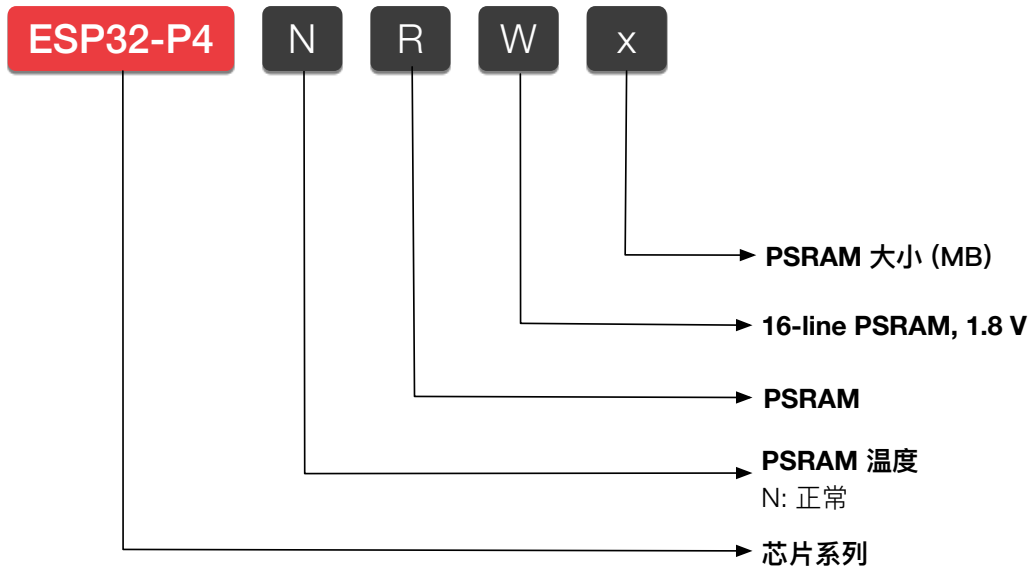 ESP32-P4 N R W x
PSRAM 大小 (MB)
16-line PSRAM, 1.8 V
PSRAM
PSRAM 温度
N: 正常
芯片系列